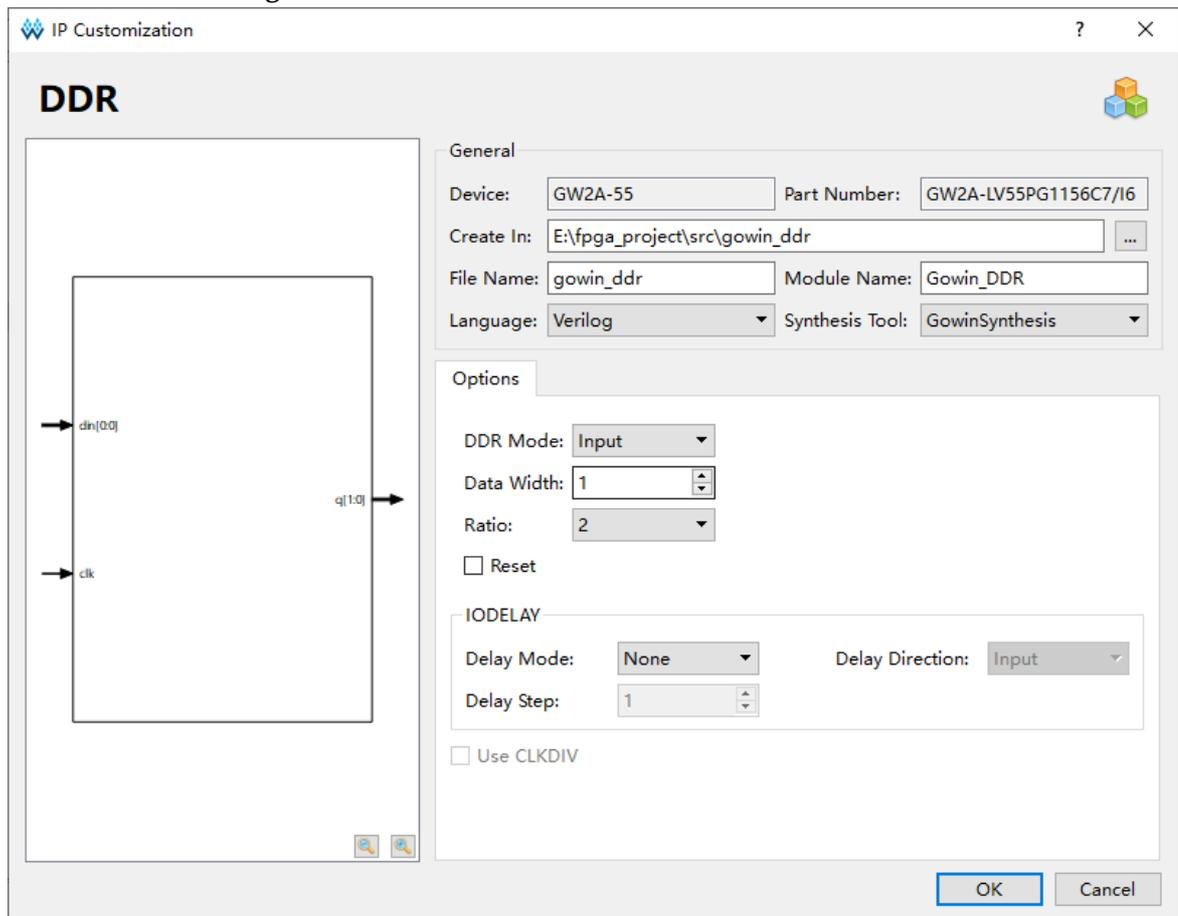 IP Customization ? ×
DDR
General
Device: GW2A-55 Part Number: GW2A-LV55PG1156C7/I6
Create In: E:\fpga_project\src\gowin_ddr ...
File Name: gowin_ddr Module Name: Gowin_DDR
Language: Verilog Synthesis Tool: GowinSynthesis
Options
din[0:0]
DDR Mode: Input
Data Width: 1
q[1:0]
Ratio: 2
Reset
clk
IODELAY
Delay Mode: None Delay Direction: Input
Delay Step: 1
Use CLKDIV
OK Cancel